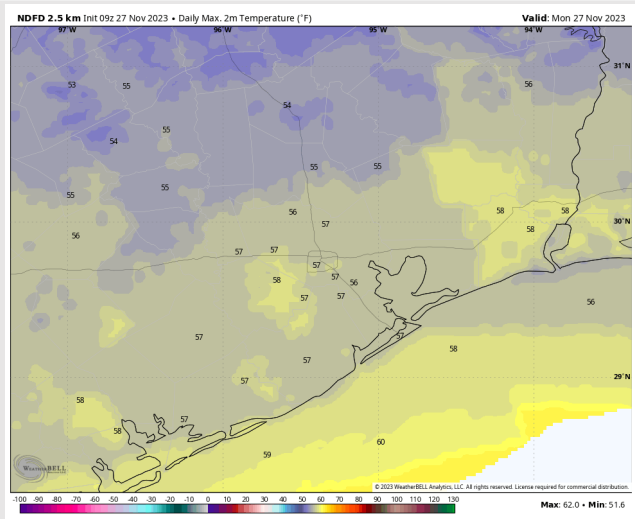 NDFD 2.5 km Init 09z 27 Nov 2023 • Daily Max. 2m Temperature (°F)
Valid: Mon 27 Nov 2023
97°W 96°W 95°W 94°W
31°N
53 55 56
54
55
54
55 55
55
55
56 58 58
57 30°N
56 58
57 57
57
57
58 56
57 57
56
57
57
58
57
29°N
57
58
57
58
60
59
WEATHERBELL
© 2023 WeatherBELL Analytics, LLC. All rights reserved. License required for commercial distribution.
-100 -90 -80 -70 -60 -50 -40 -30 -20 -10 0 10 20 30 40 50 60 70 80 90 100 110 120 130
Max: 62.0 • Min: 51.6